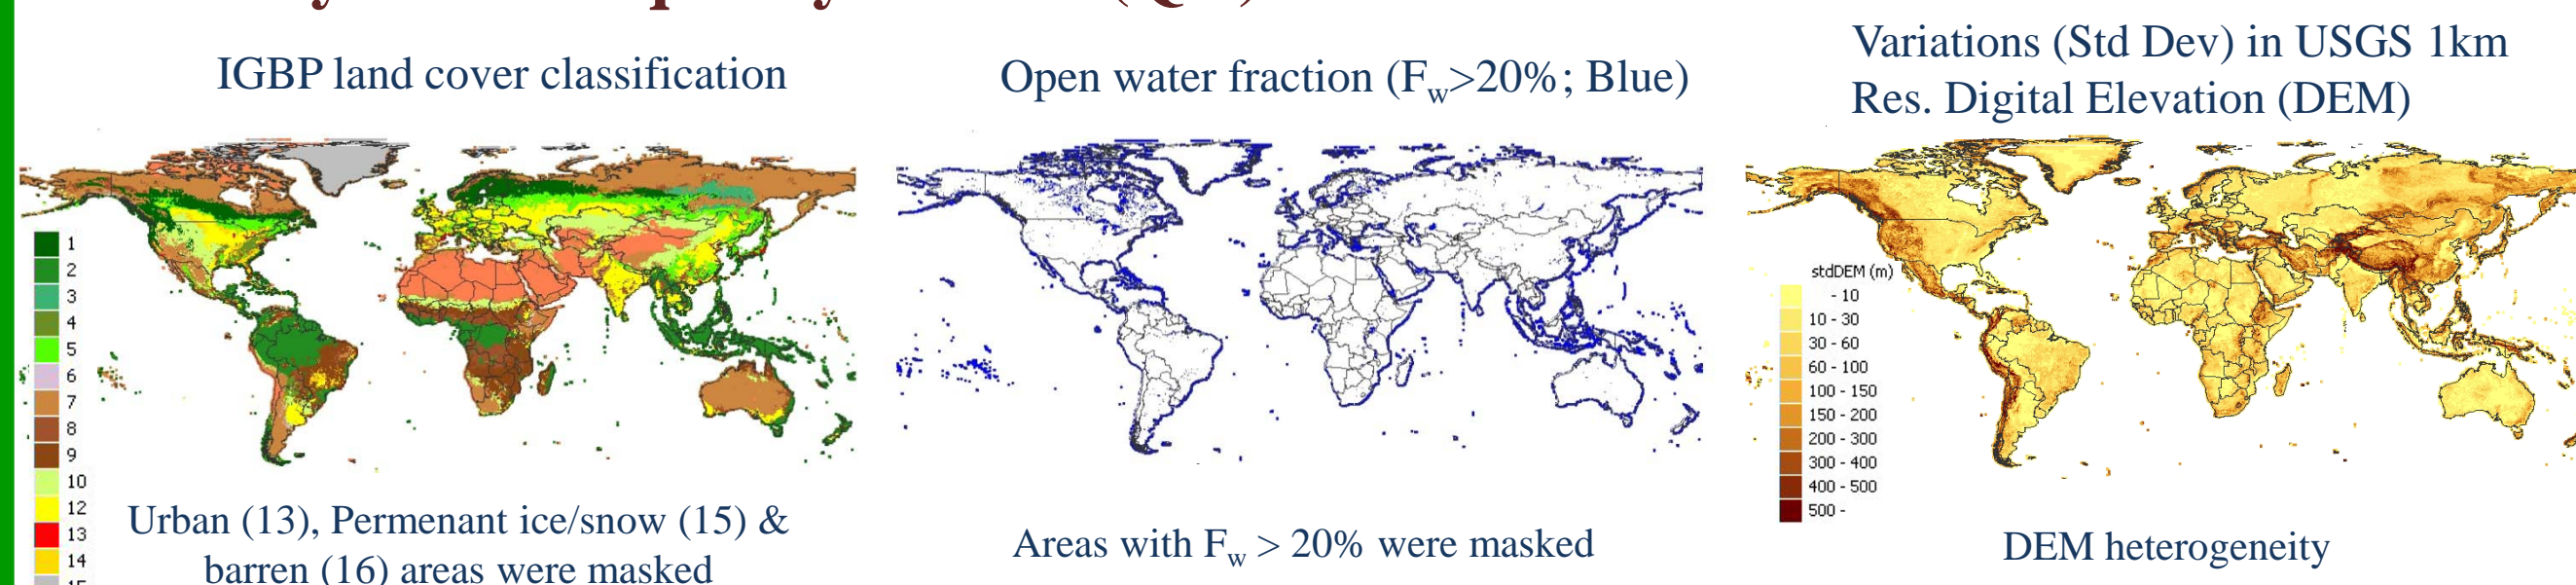 IGBP land cover classification
1
2
3
4
5
6
7
8
9
10
12
13
14
Urban (13), Permenant ice/snow (15) &
barren (16) areas were masked
Open water fraction (Fw>20%; Blue)
Areas with Fw > 20% were masked
Variations (Std Dev) in USGS 1km
Res. Digital Elevation (DEM)
stdDEM (m)
- 10
10 - 30
30 - 60
60 - 100
100 - 150
150 - 200
200 - 300
300 - 400
400 - 500
500 -
DEM heterogeneity